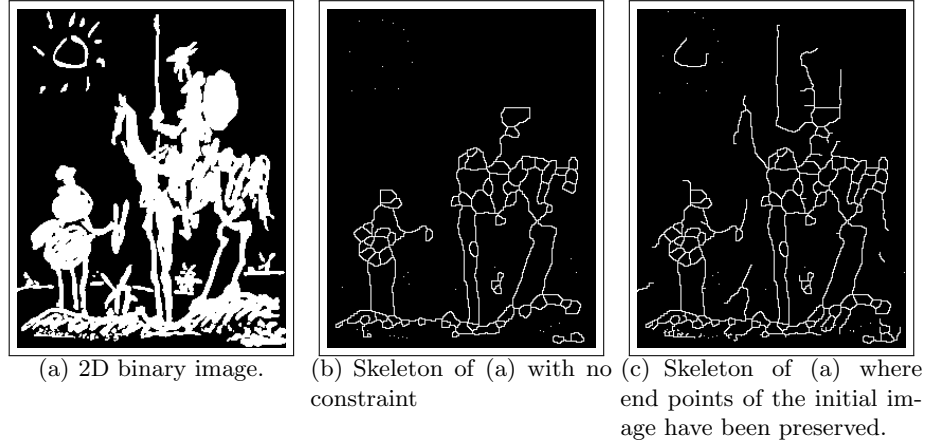 (a) 2D binary image.
(b) Skeleton of (a) with no
constraint
(c) Skeleton of (a) where
end points of the initial im-
age have been preserved.